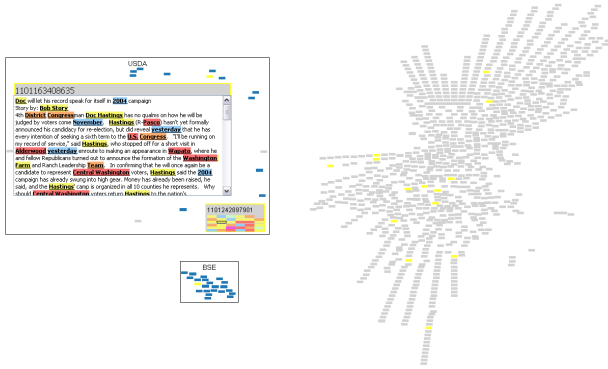 USDA
1101163408635
Doc will let his record speak for itself in 2004 campaign
Story by: Bob Story
4th District Congressman Doc Hastings has no qualms on how he will be
judged by voters come November. Hastings (R-Pasco) hasn't yet formally
announced his candidacy for re-election, but did reveal yesterday that he has
every intention of seeking a sixth term to the U.S. Congress. "I'll be running on
my record of service," said Hastings, who stopped off for a short visit in
Alderwood yesterday enroute to making an appearance in Wapato, where he
and fellow Republicans turned out to announce the formation of the Washington
Farm and Ranch Leadership Team. In confirming that he will once again be a
candidate to represent Central Washington voters, Hastings said the 2004
campaign has already swung into high gear. Money has already been raised, he
said, and the Hastings' camp is organized in all 10 counties he represents. Why
should Central Washington voters return Hastings to the nation's
1101242887901
BSE